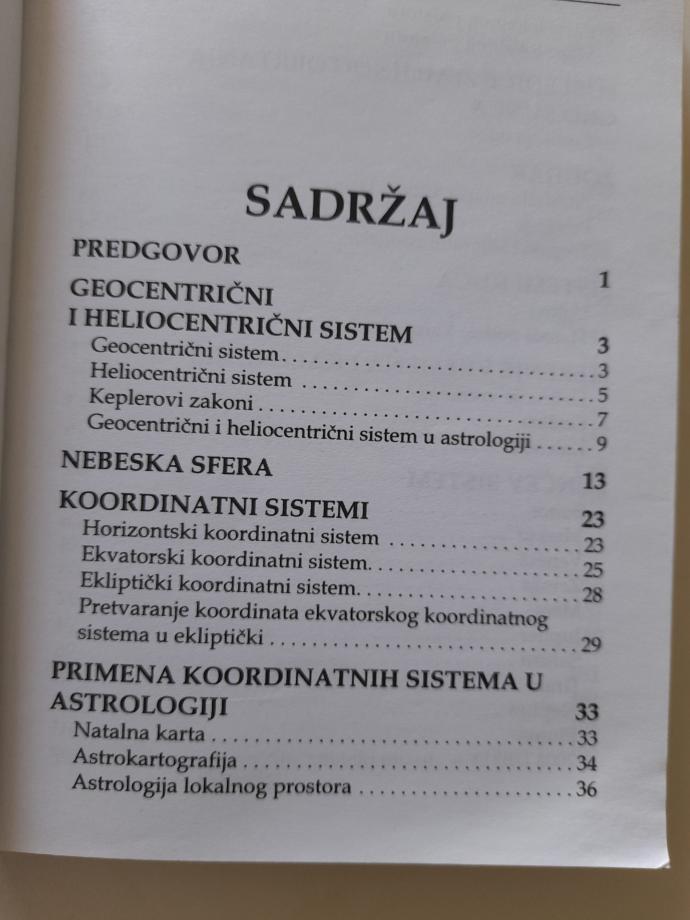 SADRŽAJ
PREDGOVOR 1
GEOCENTRIČNI
I HELIOCENTRIČNI SISTEM 3
Geocentrični sistem. . . . . . . . . . . . . . . . . . . . . . . . . . . . . .3
Heliocentrični sistem . . . . . . . . . . . . . . . . . . . . . . . . . . . . .5
Keplerovi zakoni . . . . . . . . . . . . . . . . . . . . . . . . . . . . . . . . .7
Geocentrični i heliocentrični sistem u astrologiji . . . . . .9
NEBESKA SFERA 13
KOORDINATNI SISTEMI 23
Horizontski koordinatni sistem . . . . . . . . . . . . . . . . . . .23
Ekvatorski koordinatni sistem. . . . . . . . . . . . . . . . . . . . .25
Ekliptički koordinatni sistem. . . . . . . . . . . . . . . . . . . . . .28
Pretvaranje koordinata ekvatorskog koordinatnog
sistema u ekliptički . . . . . . . . . . . . . . . . . . . . . . . . . . . . . .29
PRIMENA KOORDINATNIH SISTEMA U
ASTROLOGIJI 33
Natalna karta . . . . . . . . . . . . . . . . . . . . . . . . . . . . . . . . . . .33
Astrokartografija . . . . . . . . . . . . . . . . . . . . . . . . . . . . . . . .34
Astrologija lokalnog prostora . . . . . . . . . . . . . . . . . . . . .36